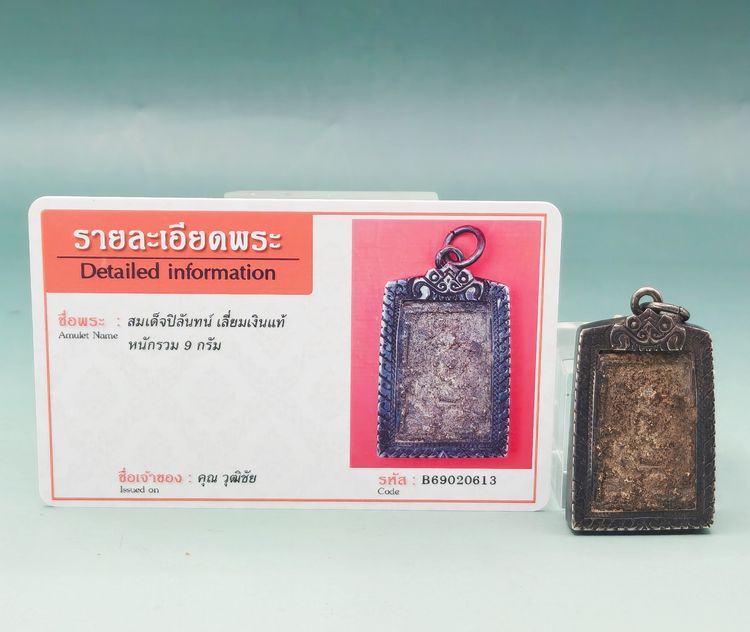 รายละเอียดพระ
Detailed information
ชื่อพระ : สมเด็จปิลันทน์ เลี่ยมเงินแท้
Amulet Name
หนักรวม 9 กรัม
ชื่อเจ้าของ : คุณ วุฒิชัย
Issued on
รหัส : B69020613
Code